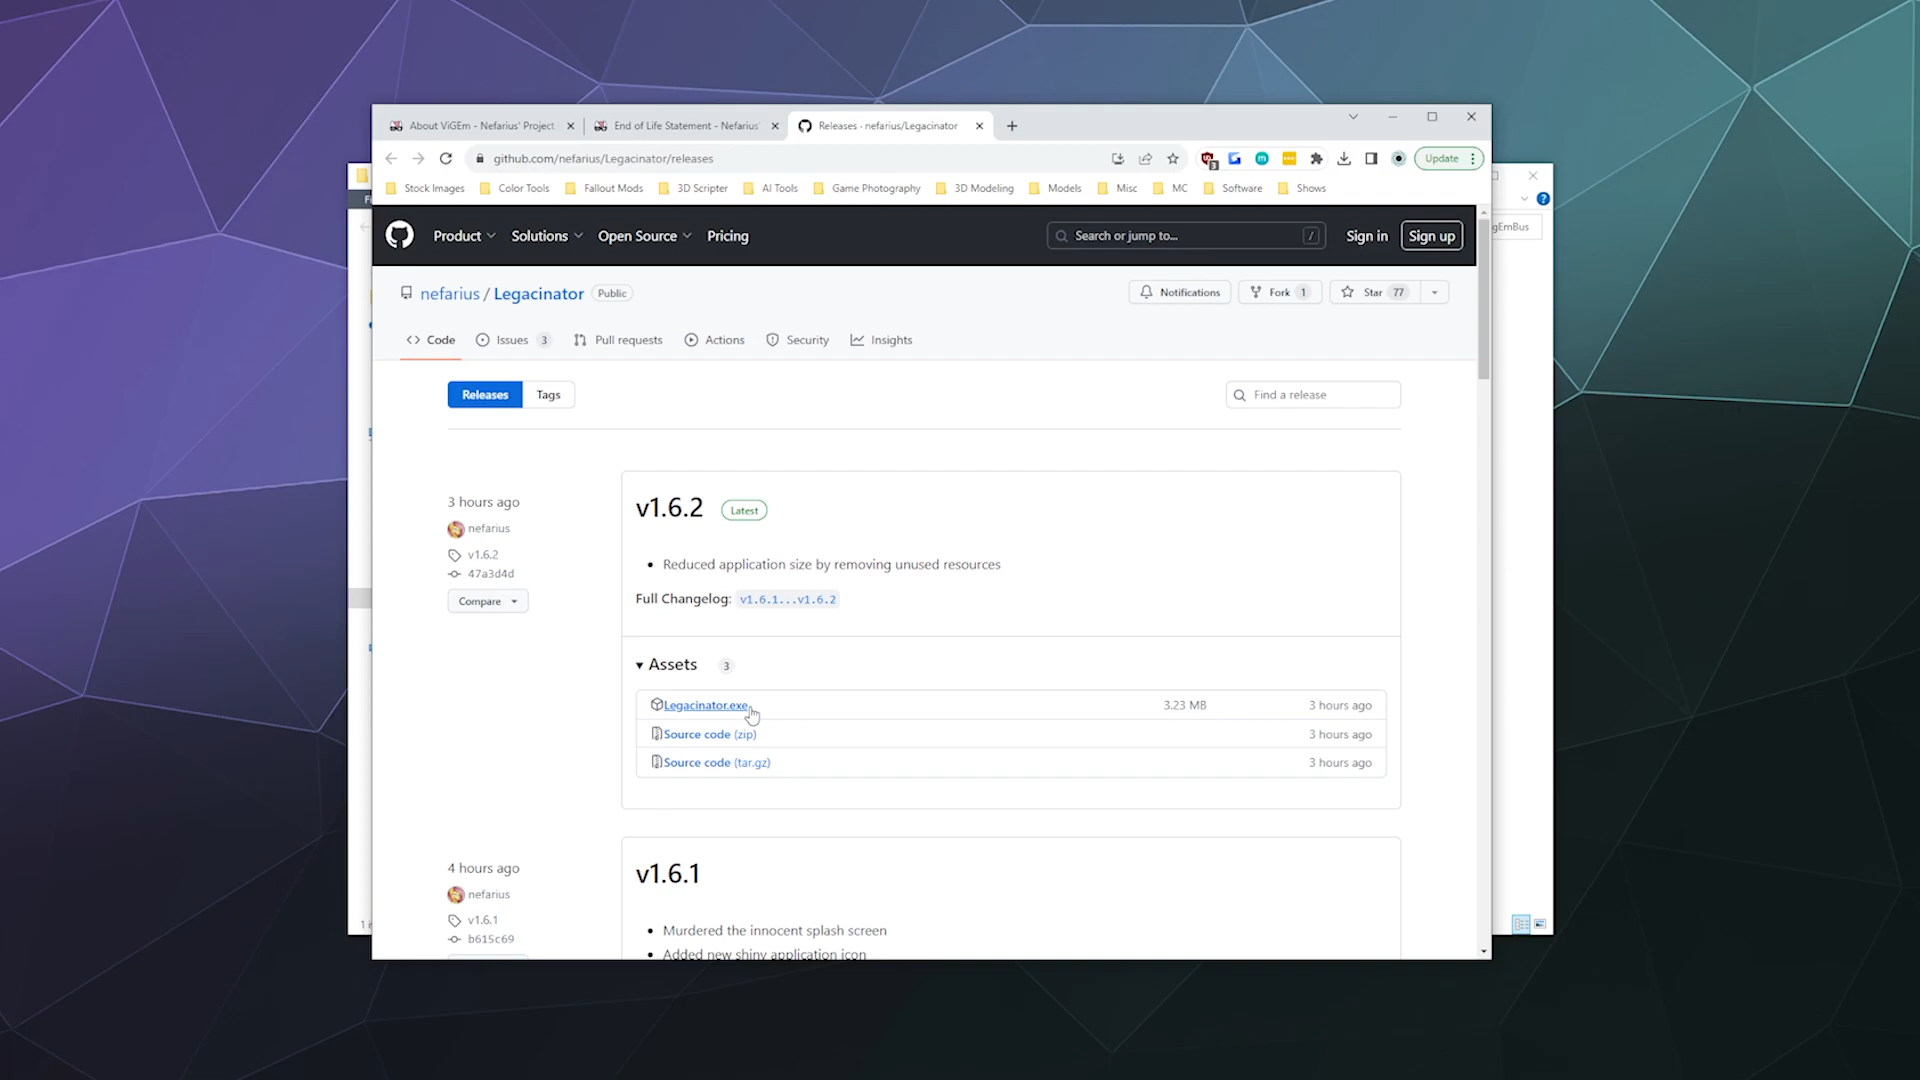 About ViGEm - Nefarius' Project
End of Life Statement - Nefarius'
Releases · nefarius/Legacinator
github.com/nefarius/Legacinator/releases
3
Update
Stock Images
Color Tools
Fallout Mods
3D Scripter
AI Tools
Game Photography
3D Modeling
Models
Misc
MC
Software
Shows
gEmBus
Product
Solutions
Open Source
Pricing
Search or jump to...
/
Sign in
Sign up
nefarius / Legacinator
Public
Notifications
Fork 1
Star 77
Code
Issues 3
Pull requests
Actions
Security
Insights
Releases
Tags
Find a release
3 hours ago
nefarius
v1.6.2
47a3d4d
Compare
v1.6.2
Latest
• Reduced application size by removing unused resources
Full Changelog: v1.6.1...v1.6.2
Assets 3
Legacinator.exe 3.23 MB 3 hours ago
Source code (zip) 3 hours ago
Source code (tar.gz) 3 hours ago
4 hours ago
nefarius
v1.6.1
b615c69
v1.6.1
• Murdered the innocent splash screen
• Added new shiny application icon